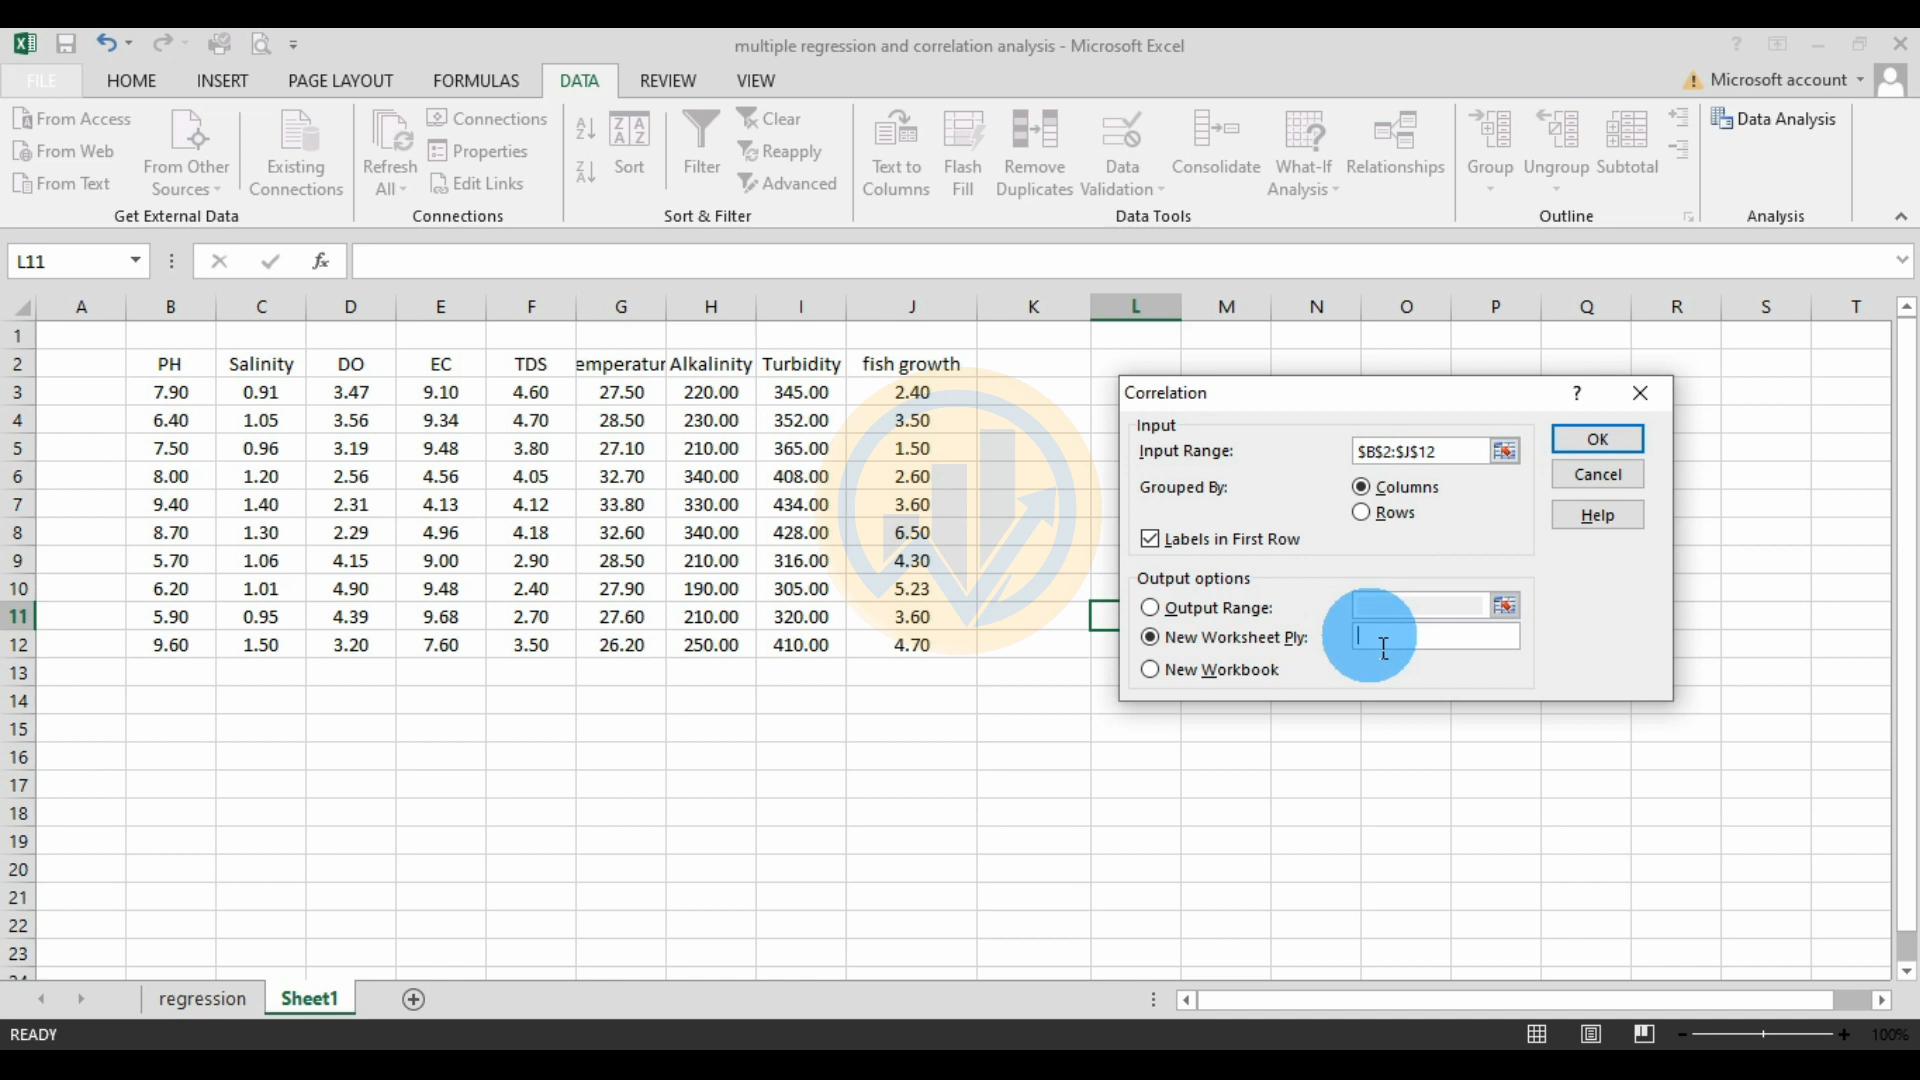 multiple regression and correlation analysis - Microsoft Excel
FILE HOME INSERT PAGE LAYOUT FORMULAS DATA REVIEW VIEW Microsoft account
From Access
From Web
From Text
From Other Sources
Existing Connections
Get External Data
Refresh All
Connections
Properties
Edit Links
Connections
Sort
Filter
Clear
Reapply
Advanced
Sort & Filter
Text to Columns
Flash Fill
Remove Duplicates
Data Validation
Consolidate
What-If Analysis
Relationships
Data Tools
Group
Ungroup
Subtotal
Outline
Data Analysis
Analysis
L11 fx
A B C D E F G H I J K L M N O P Q R S T
1
2 PH Salinity DO EC TDS emperatur Alkalinity Turbidity fish growth
3 7.90 0.91 3.47 9.10 4.60 27.50 220.00 345.00 2.40
4 6.40 1.05 3.56 9.34 4.70 28.50 230.00 352.00 3.50
5 7.50 0.96 3.19 9.48 3.80 27.10 210.00 365.00 1.50
6 8.00 1.20 2.56 4.56 4.05 32.70 340.00 408.00 2.60
7 9.40 1.40 2.31 4.13 4.12 33.80 330.00 434.00 3.60
8 8.70 1.30 2.29 4.96 4.18 32.60 340.00 428.00 6.50
9 5.70 1.06 4.15 9.00 2.90 28.50 210.00 316.00 4.30
10 6.20 1.01 4.90 9.48 2.40 27.90 190.00 305.00 5.23
11 5.90 0.95 4.39 9.68 2.70 27.60 210.00 320.00 3.60
12 9.60 1.50 3.20 7.60 3.50 26.20 250.00 410.00 4.70
13
14
15
16
17
18
19
20
21
22
23
24
Correlation ?
Input
Input Range: $B$2:$J$12
Grouped By: Columns
Rows
Labels in First Row
Output options
Output Range:
New Worksheet Ply:
New Workbook
OK
Cancel
Help
regression Sheet1
READY 100%